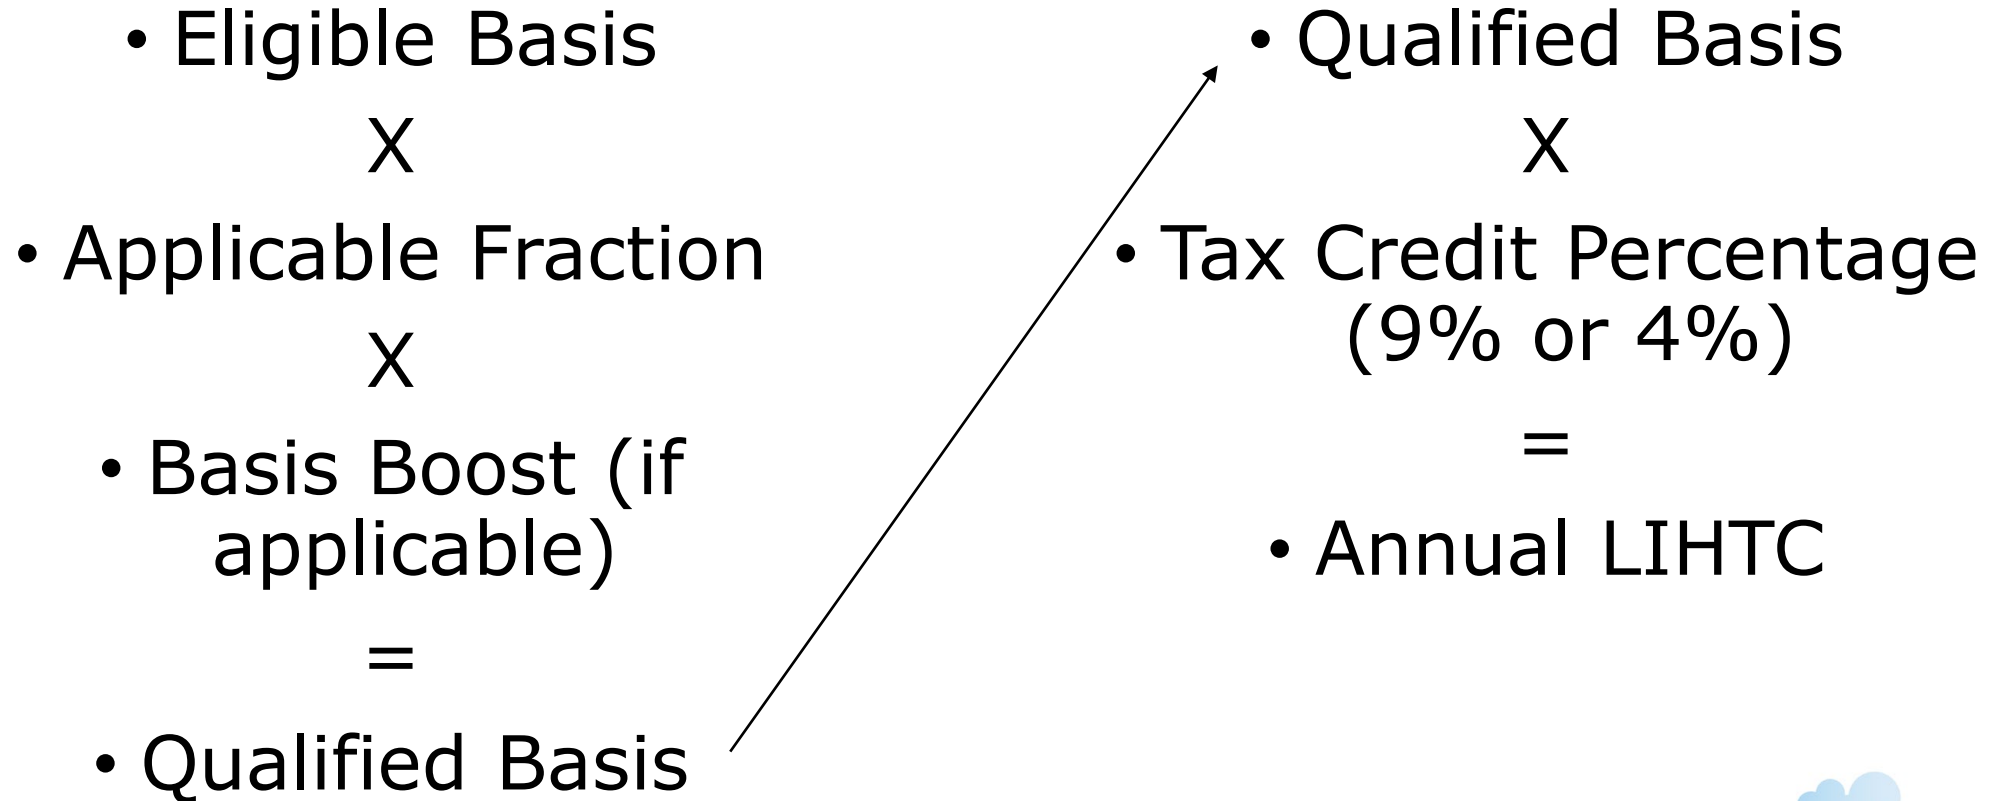 • Eligible Basis
X
• Applicable Fraction
X
• Basis Boost (if
applicable)
=
• Qualified Basis
• Qualified Basis
X
• Tax Credit Percentage
(9% or 4%)
=
• Annual LIHTC